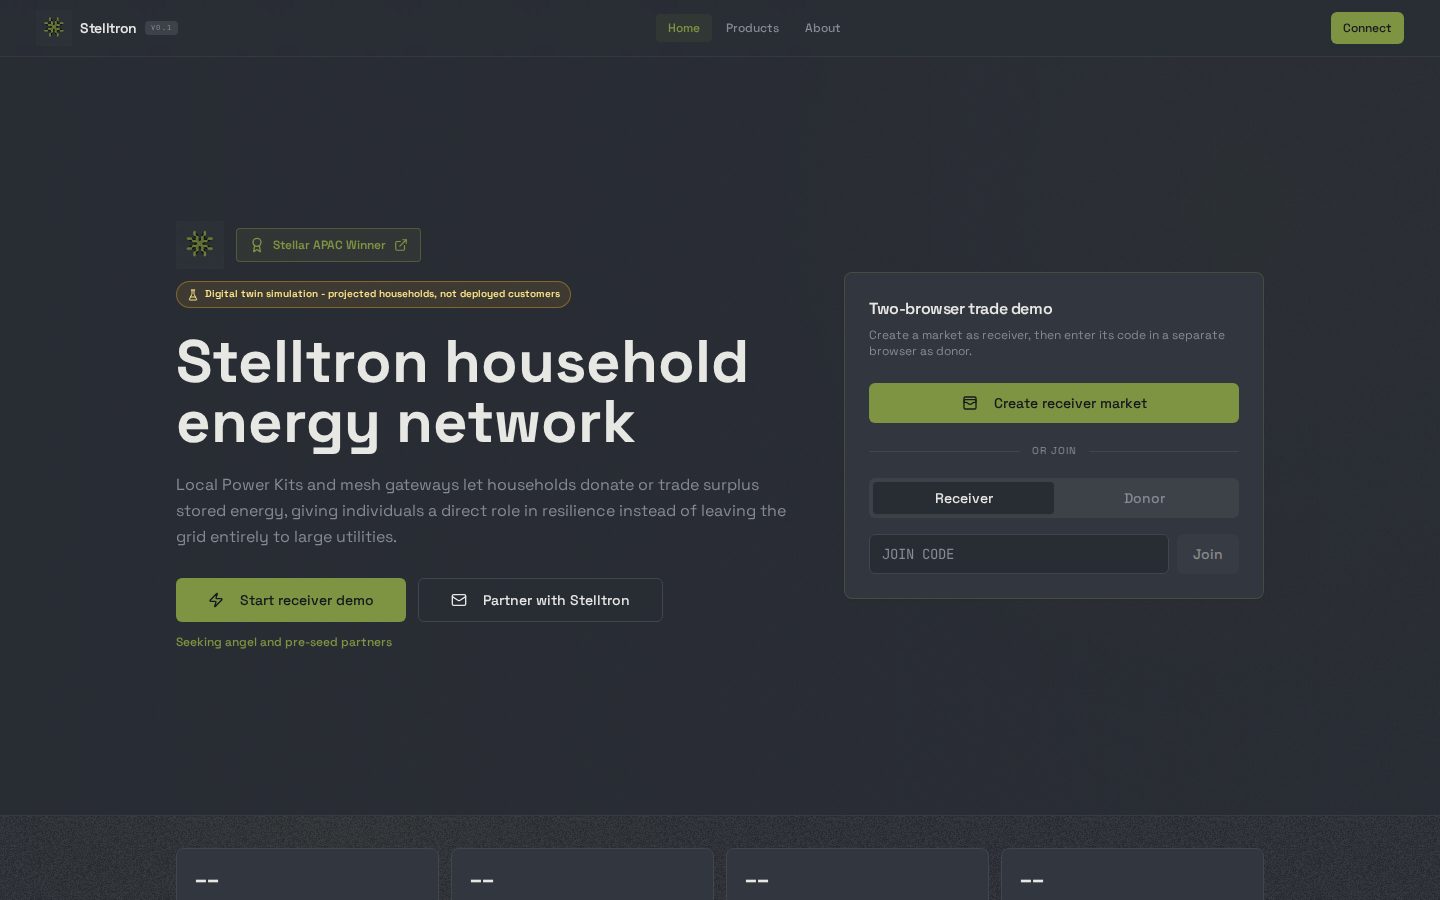 Stelltron V0.1 Home Products About Connect
Stellar APAC Winner
Digital twin simulation - projected households, not deployed customers
Stelltron household
energy network
Local Power Kits and mesh gateways let households donate or trade surplus
stored energy, giving individuals a direct role in resilience instead of leaving the
grid entirely to large utilities.
Start receiver demo Partner with Stelltron
Seeking angel and pre-seed partners
Two-browser trade demo
Create a market as receiver, then enter its code in a separate
browser as donor.
Create receiver market
OR JOIN
Receiver Donor
JOIN CODE Join
-- -- -- --